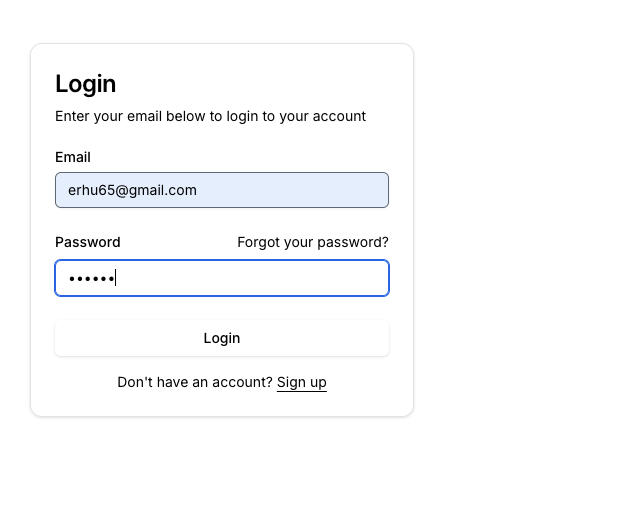 Login
Enter your email below to login to your account
Email
erhu65@gmail.com
Password Forgot your password?
••••••
Login
Don't have an account? Sign up